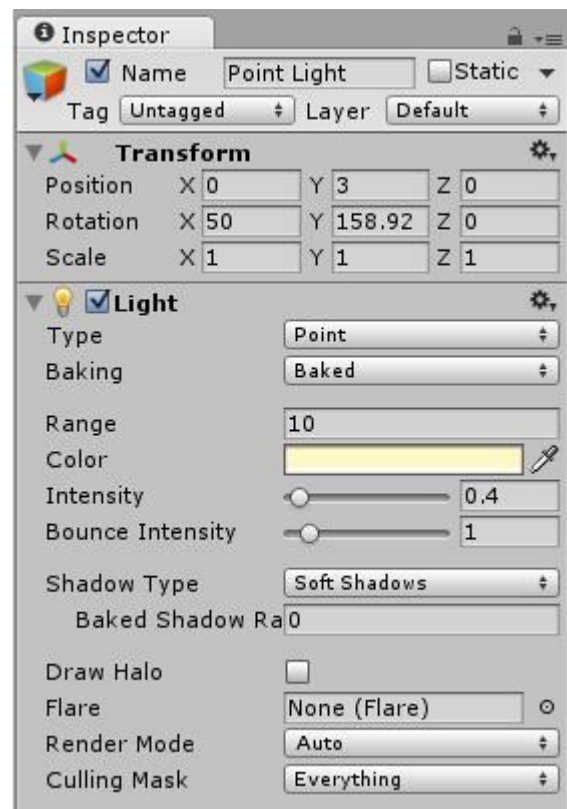 Inspector
Name Point Light Static
Tag Untagged Layer Default
Transform
Position X 0 Y 3 Z 0
Rotation X 50 Y 158.92 Z 0
Scale X 1 Y 1 Z 1
Light
Type Point
Baking Baked
Range 10
Color
Intensity 0.4
Bounce Intensity 1
Shadow Type Soft Shadows
Baked Shadow Ra 0
Draw Halo
Flare None (Flare)
Render Mode Auto
Culling Mask Everything